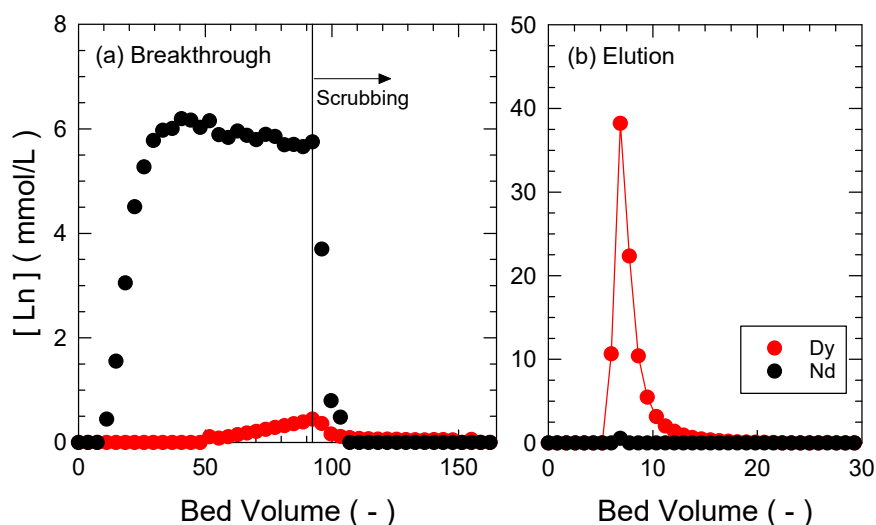 (a) Breakthrough
Scrubbing
[ Ln ] ( mmol/L )
8
6
4
2
0
0
50
100
150
Bed Volume ( - )
(b) Elution
50
40
30
20
10
0
0
10
20
30
Bed Volume ( - )
Dy
Nd